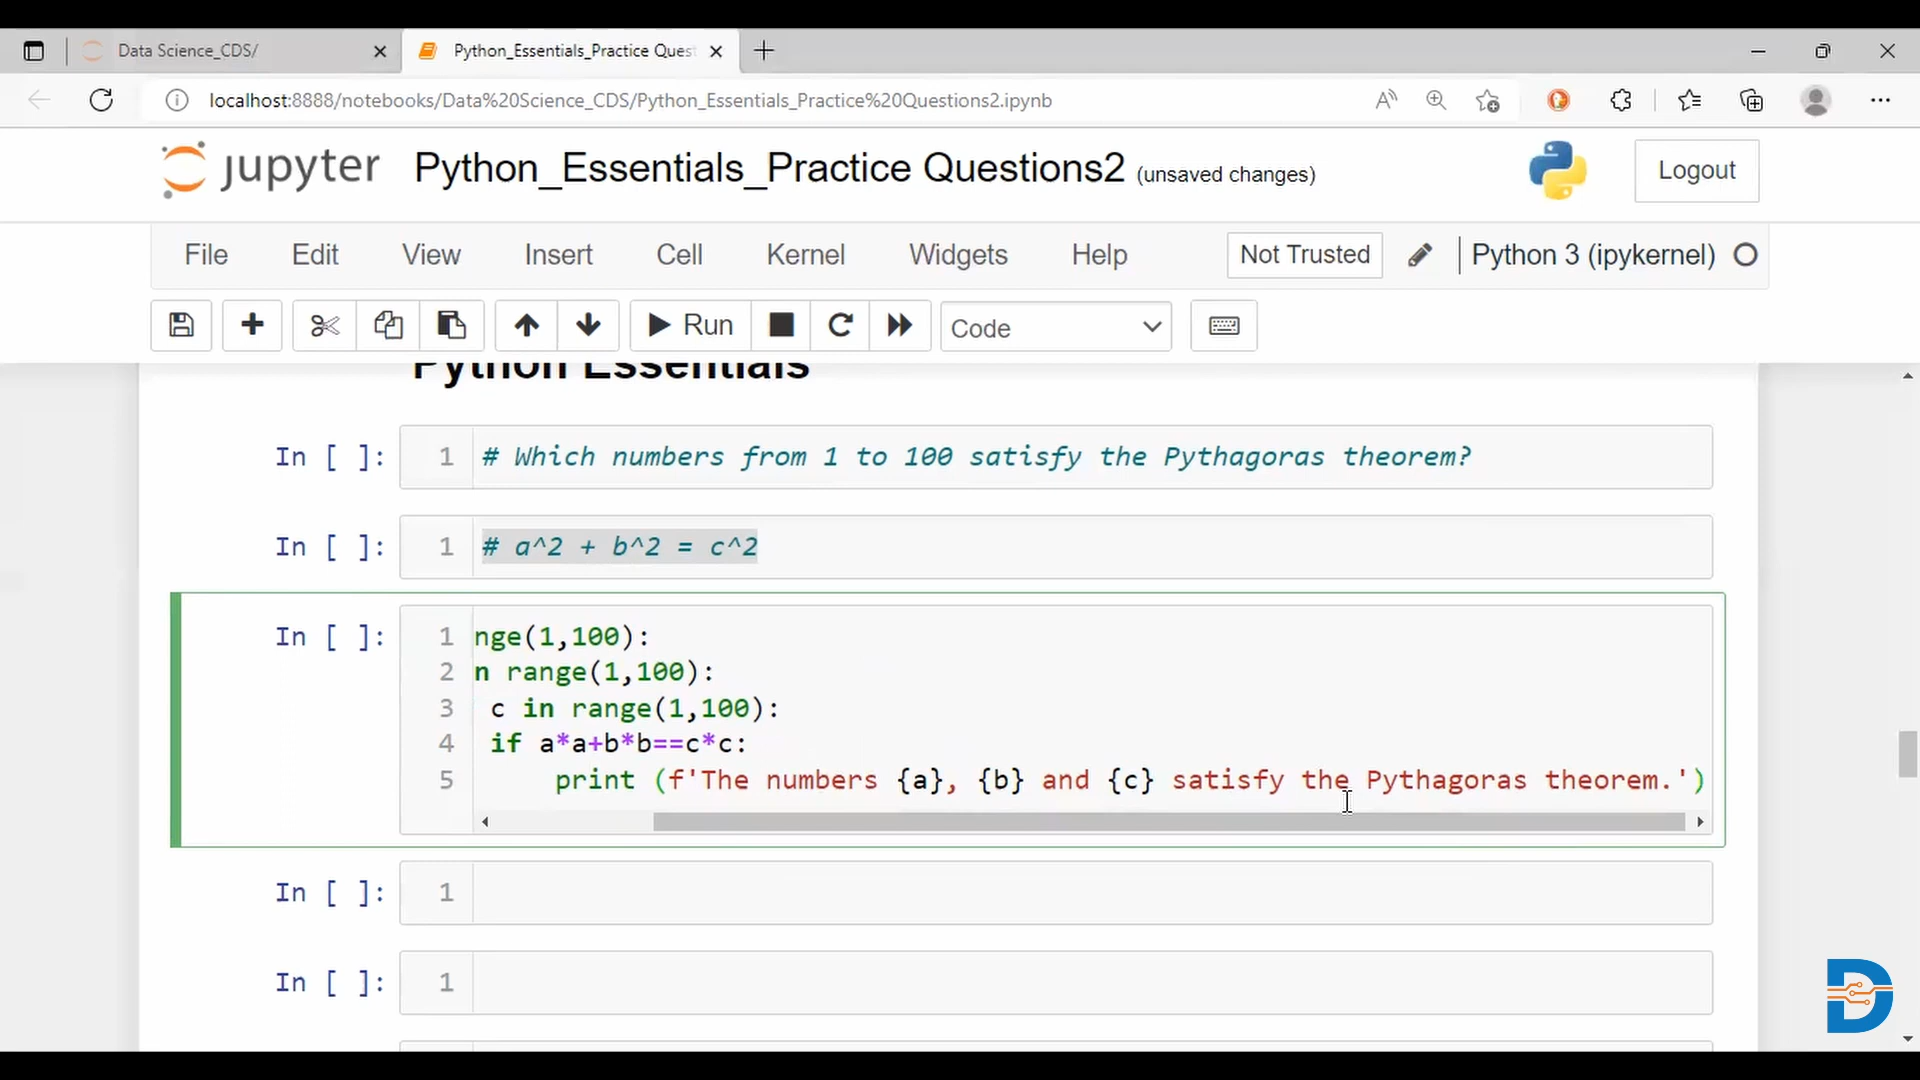 Data Science_CDS/
Python_Essentials_Practice Quest
localhost:8888/notebooks/Data%20Science_CDS/Python_Essentials_Practice%20Questions2.ipynb
jupyter Python_Essentials_Practice Questions2 (unsaved changes)
Logout
File Edit View Insert Cell Kernel Widgets Help Not Trusted Python 3 (ipykernel)
Run Code
Python Essentials
In [ ]: 1 # Which numbers from 1 to 100 satisfy the Pythagoras theorem?
In [ ]: 1 # a^2 + b^2 = c^2
In [ ]: 1 nge(1,100):
2 n range(1,100):
3 c in range(1,100):
4 if a*a+b*b==c*c:
5 print (f'The numbers {a}, {b} and {c} satisfy the Pythagoras theorem.')
In [ ]: 1
In [ ]: 1